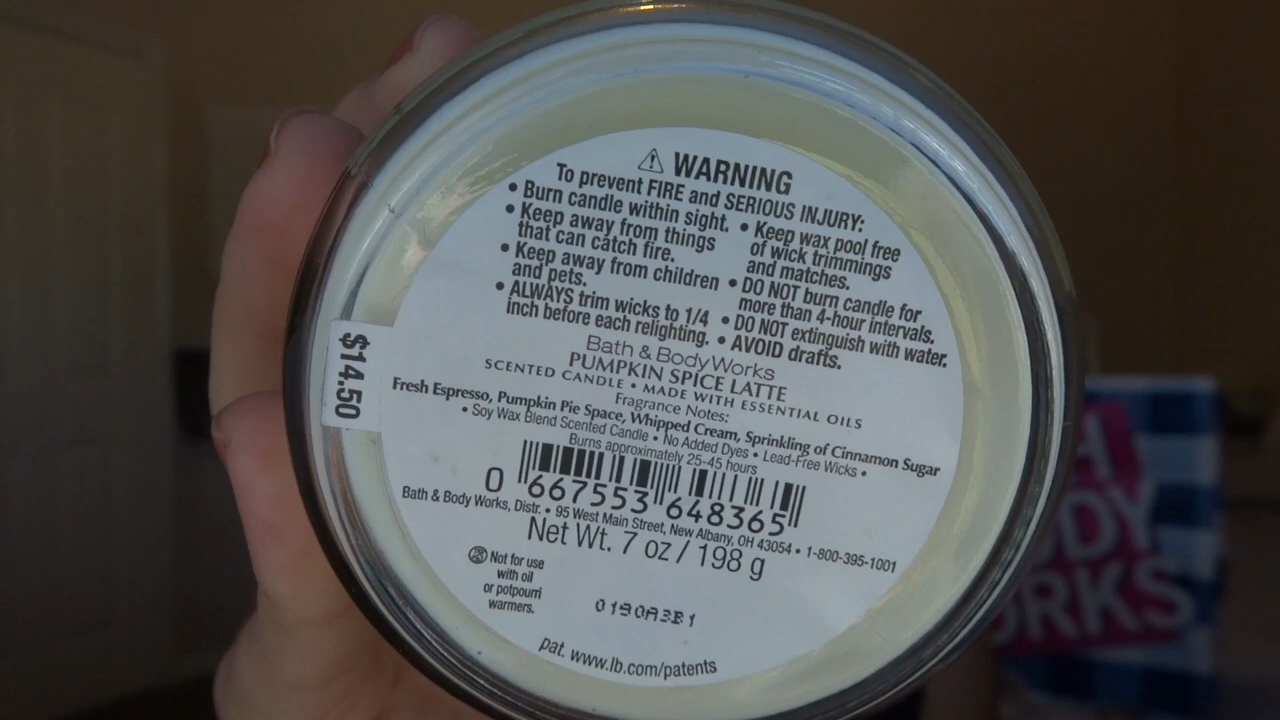 WARNING
To prevent FIRE and SERIOUS INJURY:
• Burn candle within sight.
• Keep away from things
that can catch fire.
• Keep away from children
and pets.
• ALWAYS trim wicks to 1/4
inch before each relighting.
• Keep wax pool free
of wick trimmings
and matches.
• DO NOT burn candle for
more than 4-hour intervals.
• DO NOT extinguish with water.
• AVOID drafts.
Bath & Body Works
PUMPKIN SPICE LATTE
SCENTED CANDLE • MADE WITH ESSENTIAL OILS
Fragrance Notes:
Fresh Espresso, Pumpkin Pie Space, Whipped Cream, Sprinkling of Cinnamon Sugar
• Soy Wax Blend Scented Candle • No Added Dyes • Lead-Free Wicks •
Burns approximately 25-45 hours
0 667553 648365
Bath & Body Works, Distr. • 95 West Main Street, New Albany, OH 43054 • 1-800-395-1001
Net Wt. 7 oz / 198 g
Not for use
with oil
or potpourri
warmers.
0190A3B1
pat. www.lb.com/patents
$14.50